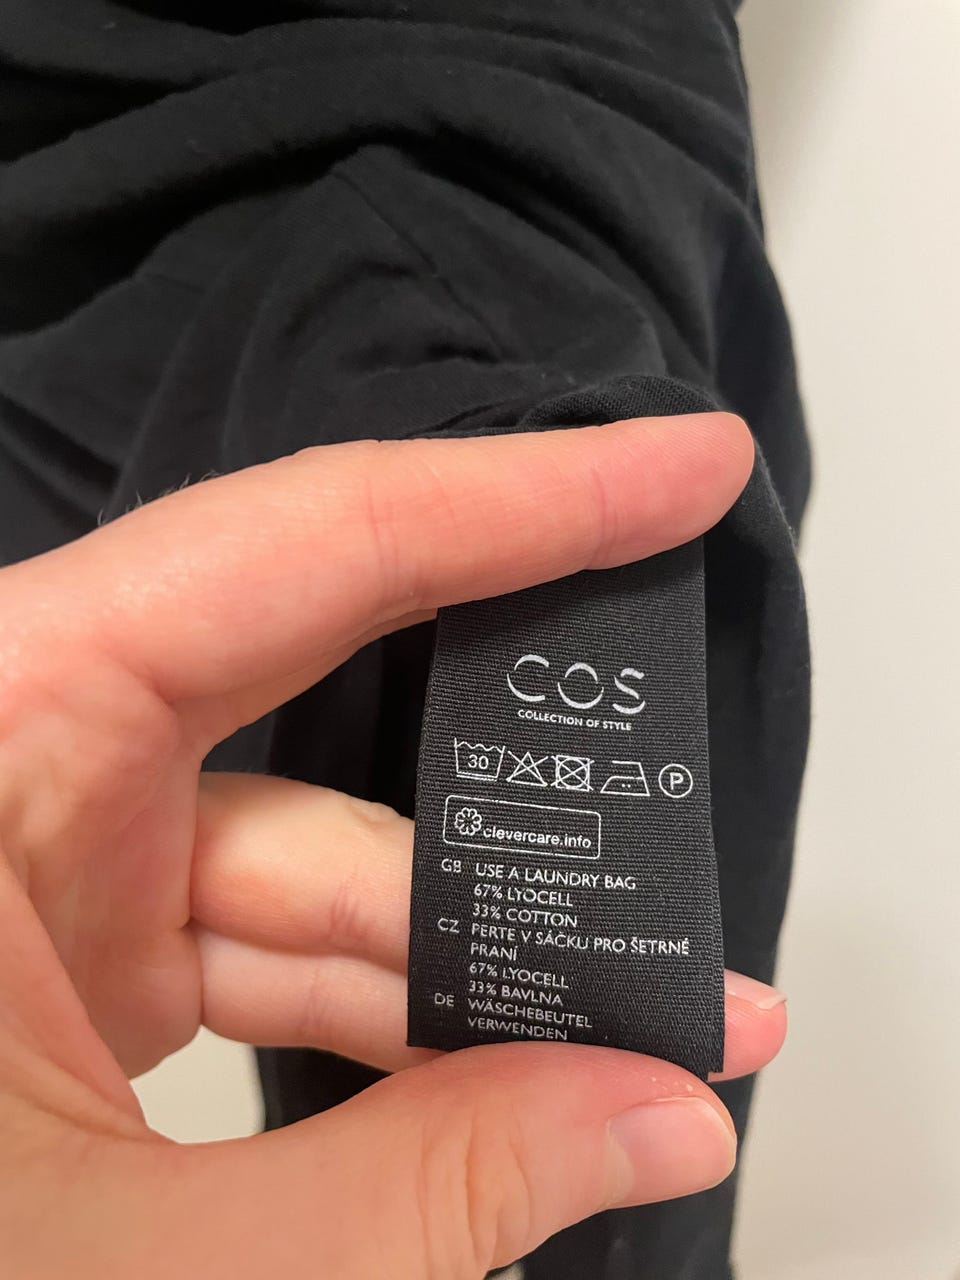 COS
COLLECTION OF STYLE
30 P
clevercare.info
GB USE A LAUNDRY BAG
67% LYOCELL
33% COTTON
CZ PERTE V SÁČKU PRO ŠETRNÉ
PRANÍ
67% LYOCELL
33% BAVLNA
DE WÄSCHEBEUTEL
VERWENDEN